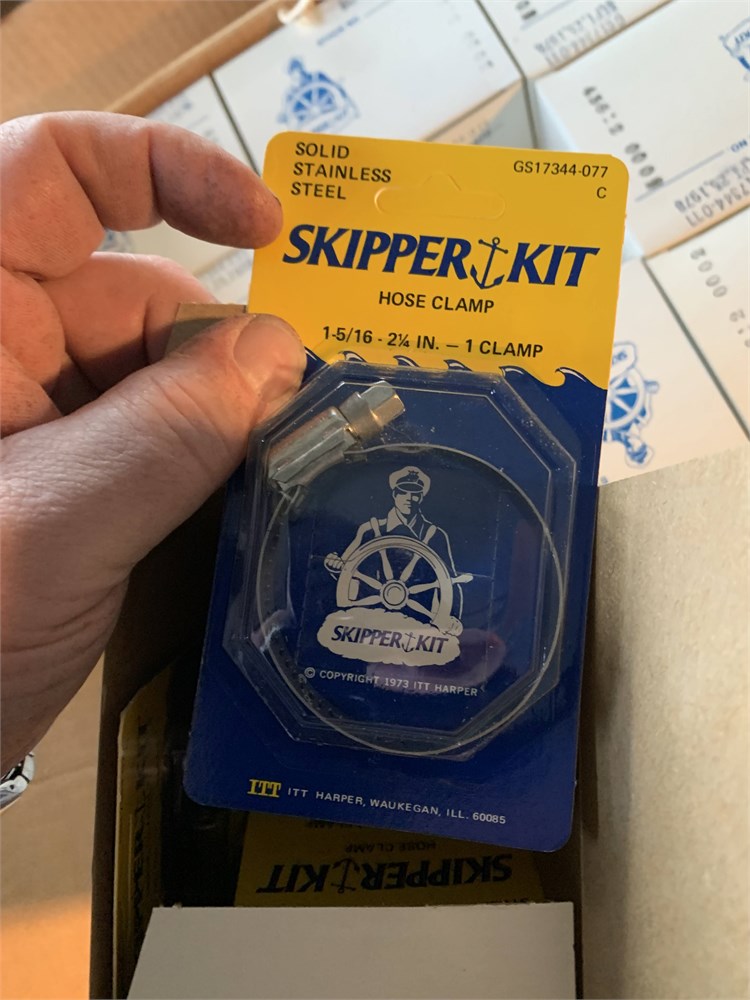 SOLID
STAINLESS
STEEL
GS17344-077
C
SKIPPER KIT
HOSE CLAMP
1-5/16 - 2¼ IN. — 1 CLAMP
SKIPPER KIT
© COPYRIGHT 1973 ITT HARPER
ITT ITT HARPER, WAUKEGAN, ILL. 60085
HOSE CLAMP
SKIPPER KIT